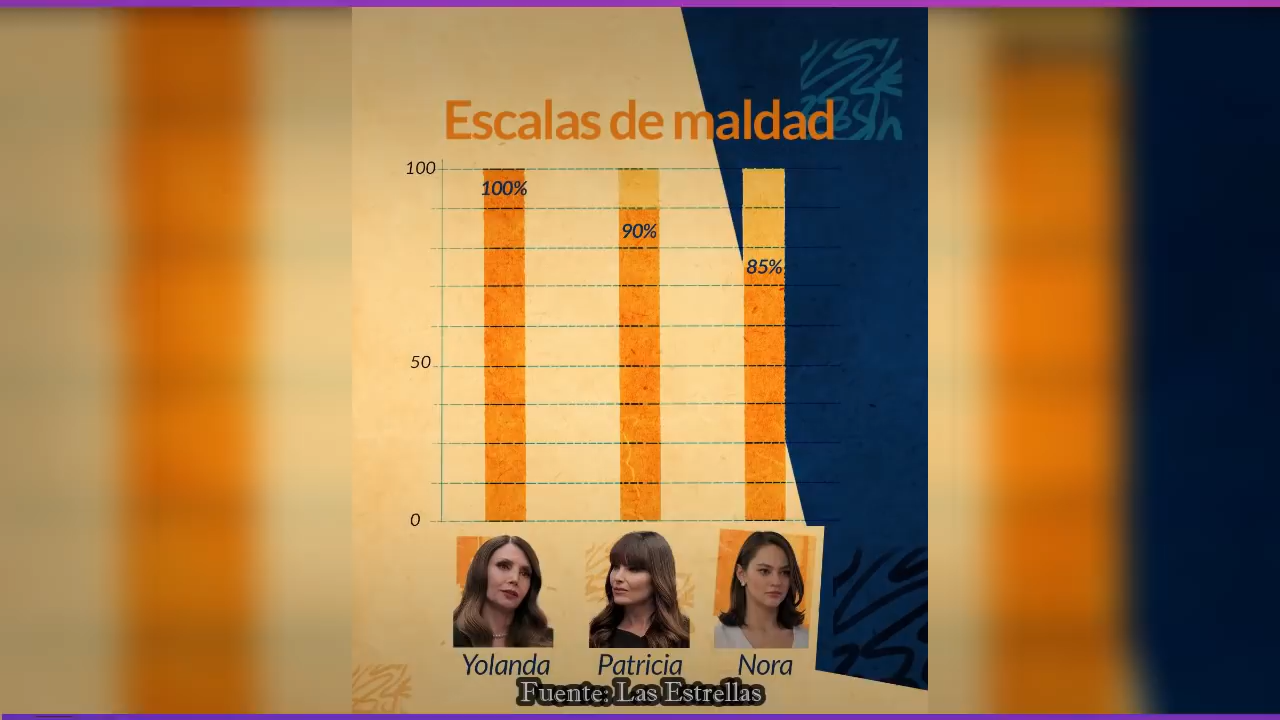 Escalas de maldad
100
100%
90%
85%
50
0
Yolanda Patricia Nora
Fuente: Las Estrellas